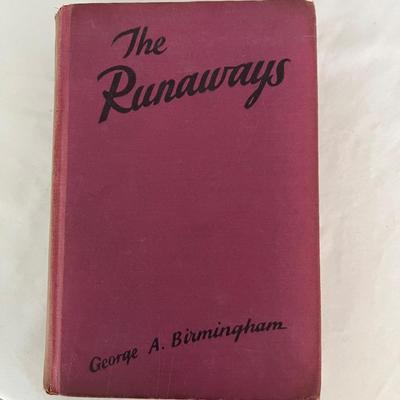 The
Runaways
George A. Birmingham